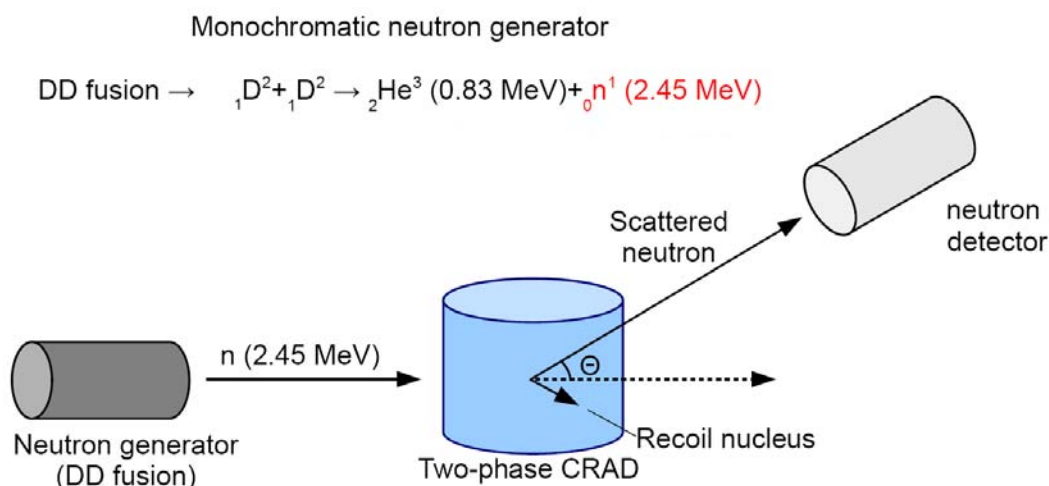 Monochromatic neutron generator
DD fusion → ₁D²+₁D² → ₂He³ (0.83 MeV)+₀n¹ (2.45 MeV)
Scattered
neutron
neutron
detector
n (2.45 MeV)
Θ
Recoil nucleus
Neutron generator
(DD fusion)
Two-phase CRAD